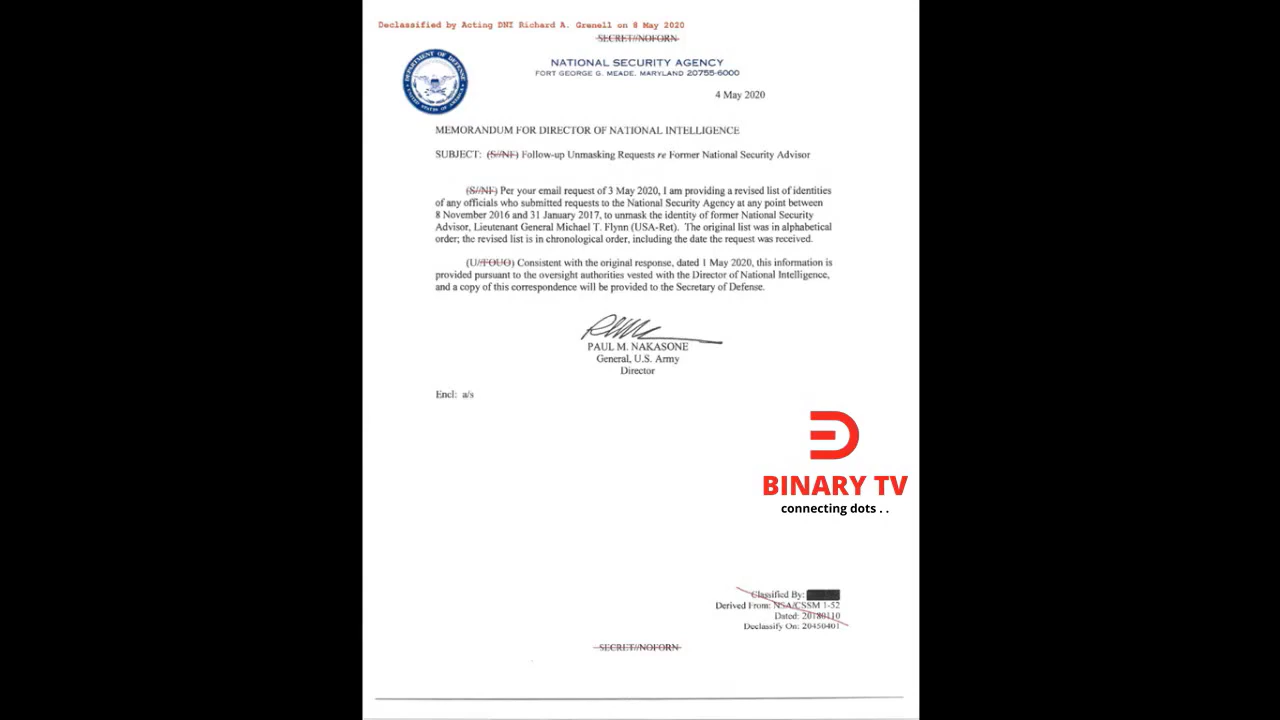 Declassified by Acting DNI Richard A. Grenell on 8 May 2020
SECRET//NOFORN
DEPARTMENT OF DEFENSE
UNITED STATES OF AMERICA
NATIONAL SECURITY AGENCY
FORT GEORGE G. MEADE, MARYLAND 20755-6000
4 May 2020
MEMORANDUM FOR DIRECTOR OF NATIONAL INTELLIGENCE
SUBJECT: (S//NF) Follow-up Unmasking Requests re Former National Security Advisor
(S//NF) Per your email request of 3 May 2020, I am providing a revised list of identities
of any officials who submitted requests to the National Security Agency at any point between
8 November 2016 and 31 January 2017, to unmask the identity of former National Security
Advisor, Lieutenant General Michael T. Flynn (USA-Ret). The original list was in alphabetical
order; the revised list is in chronological order, including the date the request was received.
(U//FOUO) Consistent with the original response, dated 1 May 2020, this information is
provided pursuant to the oversight authorities vested with the Director of National Intelligence,
and a copy of this correspondence will be provided to the Secretary of Defense.
PAUL M. NAKASONE
General, U.S. Army
Director
Encl: a/s
BINARY TV
connecting dots . .
Classified By:
Derived From: NSA/CSSM 1-52
Dated: 20180110
Declassify On: 20450401
SECRET//NOFORN